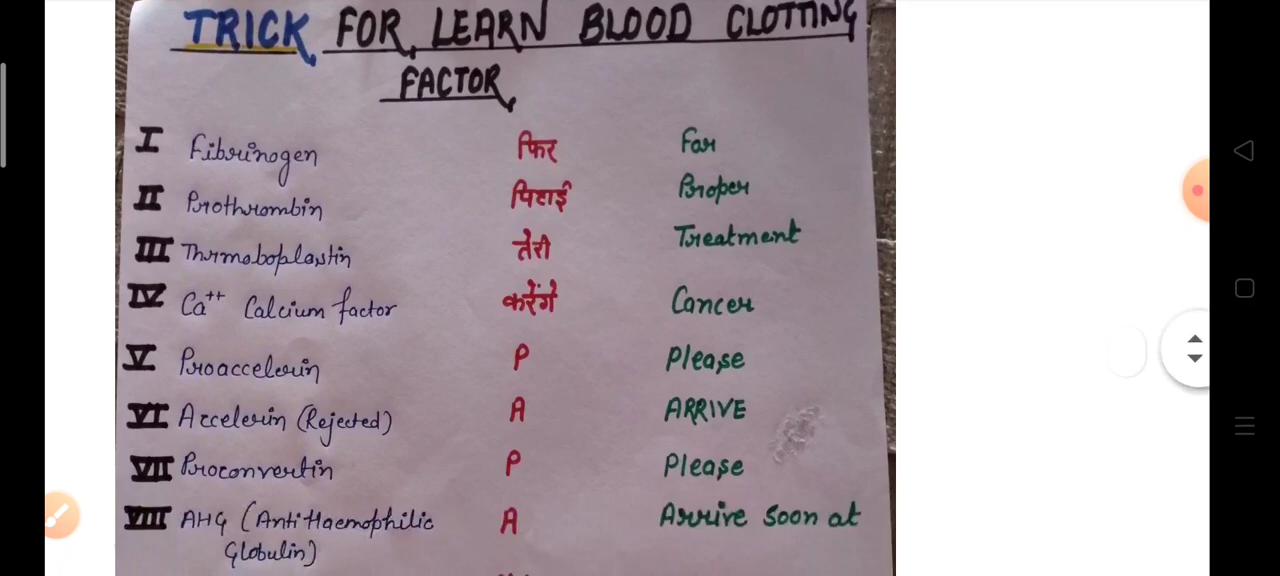 TRICK FOR LEARN BLOOD CLOTTING
FACTOR
I Fibrinogen फिर For
II Prothrombin पिटाई Proper
III Thrmoboplastin तेरी Treatment
IV Ca++ Calcium factor करेंगे Cancer
V Proaccelerin P Please
VI Accelerin (Rejected) A ARRIVE
VII Proconvertin P Please
VIII AHG (Anti Haemophilic A Arrive Soon at
Globulin)